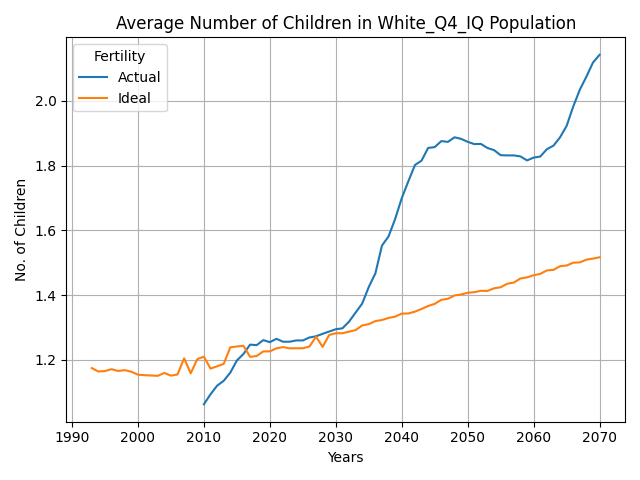 Average Number of Children in White_Q4_IQ Population
Fertility
Actual
Ideal
No. of Children
2.0
1.8
1.6
1.4
1.2
1990 2000 2010 2020 2030 2040 2050 2060 2070
Years